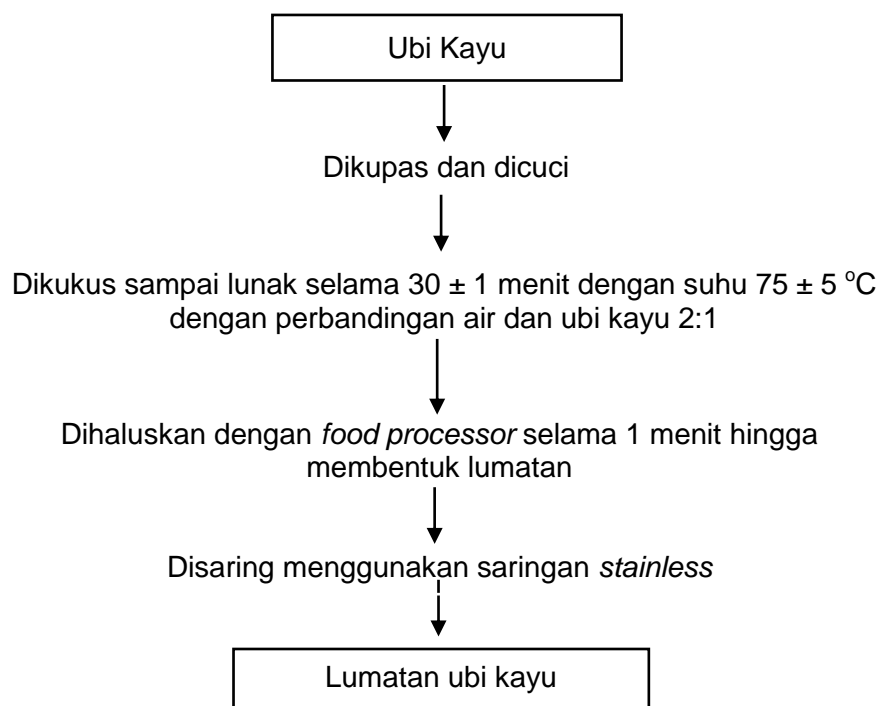 Ubi Kayu
Dikupas dan dicuci
Dikukus sampai lunak selama 30 ± 1 menit dengan suhu 75 ± 5 °C
dengan perbandingan air dan ubi kayu 2:1
Dihaluskan dengan food processor selama 1 menit hingga
membentuk lumatan
Disaring menggunakan saringan stainless
Lumatan ubi kayu